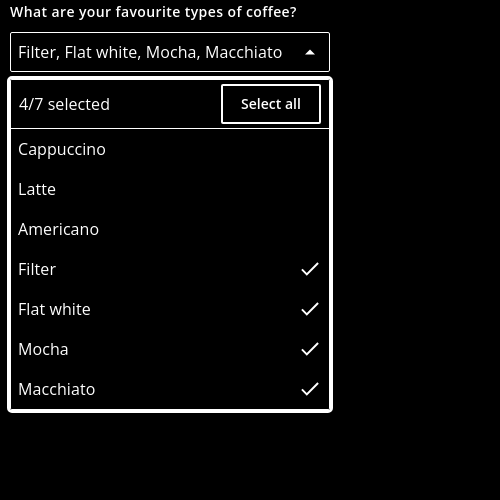 What are your favourite types of coffee?
Filter, Flat white, Mocha, Macchiato
4/7 selected Select all
Cappuccino
Latte
Americano
Filter
Flat white
Mocha
Macchiato